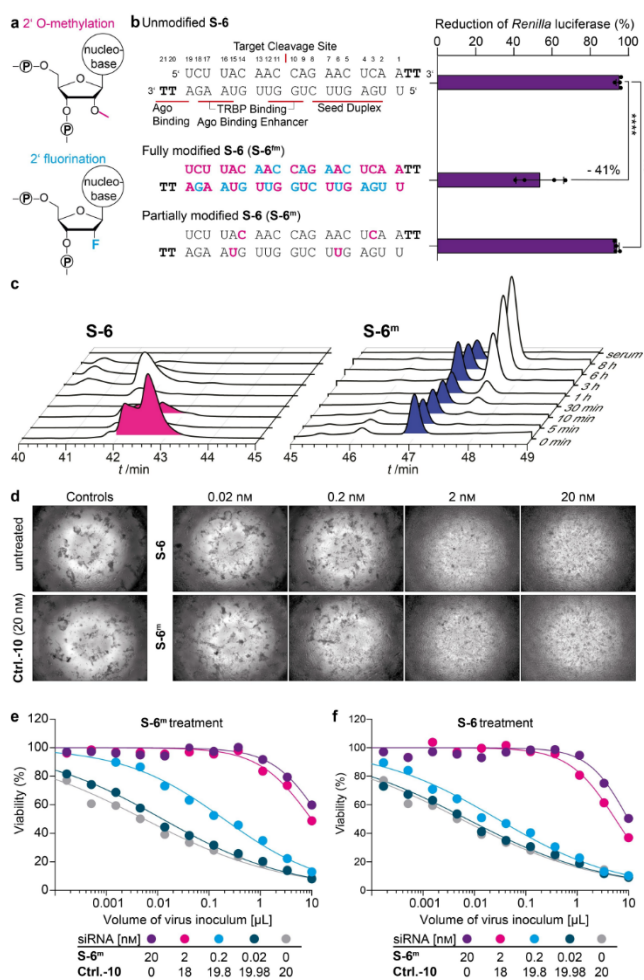 a 2' O-methylation
nucleo-
base
P
O
O
O
P
2' fluorination
nucleo-
base
P
O
O
F
P
b Unmodified S-6
Target Cleavage Site
21 20 19 18 17 16 15 14 13 12 11 10 9 8 7 6 5 4 3 2 1
5' UCU UAC AAC CAG AAC UCA ATT 3'
3' TT AGA AUG UUG GUC UUG AGU U 5'
Ago Binding
TRBP Binding
Ago Binding Enhancer
Seed Duplex
Fully modified S-6 (S-6fm)
UCU UAC AAC CAG AAC UCA ATT
TT AGA AUG UUG GUC UUG AGU U
Partially modified S-6 (S-6m)
UCU UAC AAC CAG AAC UCA ATT
TT AGA AUG UUG GUC UUG AGU U
Reduction of Renilla luciferase (%)
0 20 40 60 80 100
****
- 41%
c
S-6
40 41 42 43 44 45
t /min
S-6m
45 46 47 48 49
t /min
serum
8 h
6 h
3 h
1 h
30 min
10 min
5 min
0 min
d Controls 0.02 nM 0.2 nM 2 nM 20 nM
untreated
S-6
Ctrl.-10 (20 nM)
S-6m
e
S-6m treatment
Viability (%)
120
100
80
60
40
20
0
0.001 0.01 0.1 1 10
Volume of virus inoculum [µL]
siRNA [nM]
S-6m 20 2 0.2 0.02 0
Ctrl.-10 0 18 19.8 19.98 20
f
S-6 treatment
Viability (%)
120
100
80
60
40
20
0
0.001 0.01 0.1 1 10
Volume of virus inoculum [µL]
siRNA [nM]
S-6m 20 2 0.2 0.02 0
Ctrl.-10 0 18 19.8 19.98 20